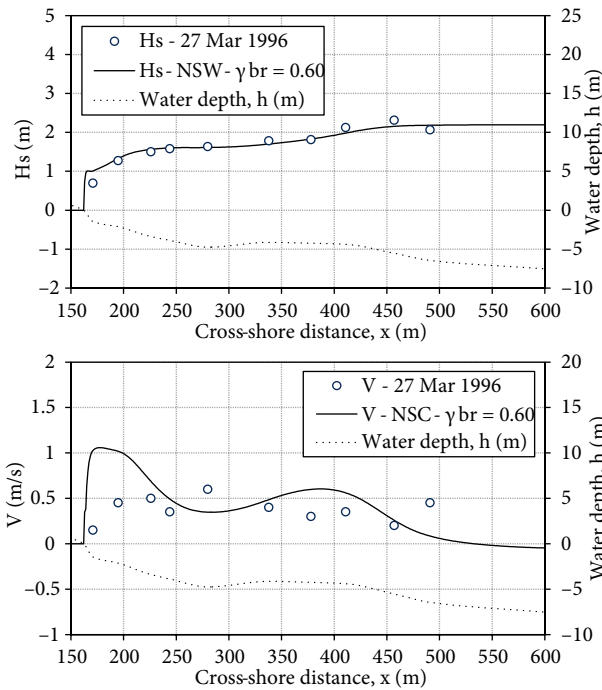 5
4
3
2
1
0
−1
−2
Hs (m)
25
20
15
10
5
0
−5
−10
Water depth, h (m)
Hs - 27 Mar 1996
Hs - NSW - γ br = 0.60
Water depth, h (m)
150 200 250 300 350 400 450 500 550 600
Cross-shore distance, x (m)
2
1.5
1
0.5
0
−0.5
−1
V (m/s)
20
15
10
5
0
−5
−10
Water depth, h (m)
V - 27 Mar 1996
V - NSC - γ br = 0.60
Water depth, h (m)
150 200 250 300 350 400 450 500 550 600
Cross-shore distance, x (m)